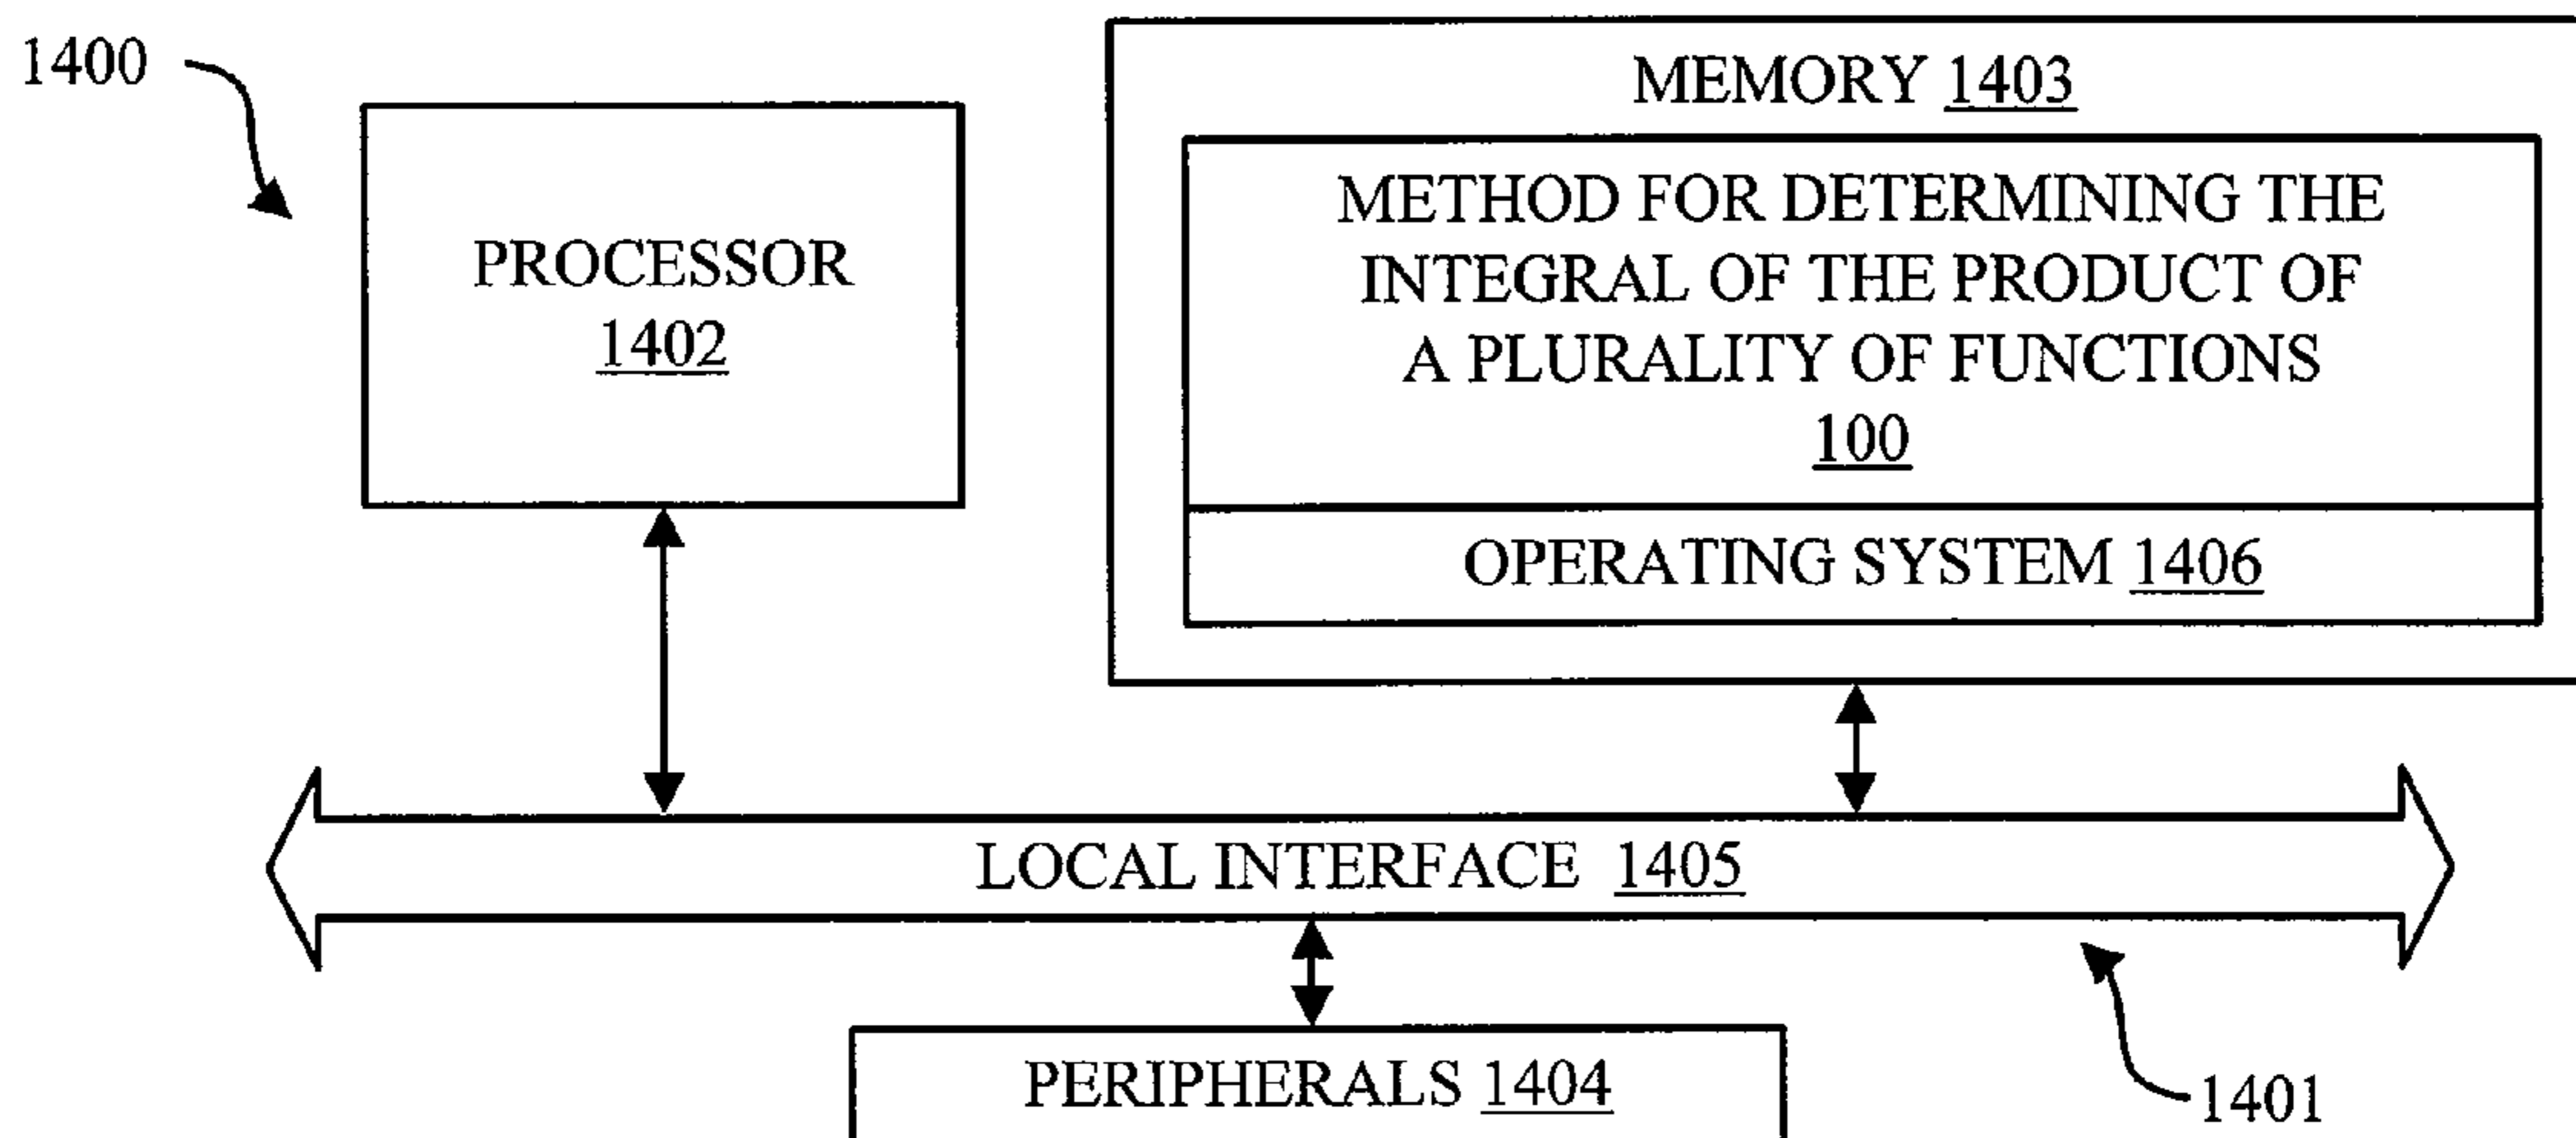 1400
MEMORY 1403
PROCESSOR
1402
METHOD FOR DETERMINING THE
INTEGRAL OF THE PRODUCT OF
A PLURALITY OF FUNCTIONS
100
OPERATING SYSTEM 1406
LOCAL INTERFACE 1405
PERIPHERALS 1404
1401